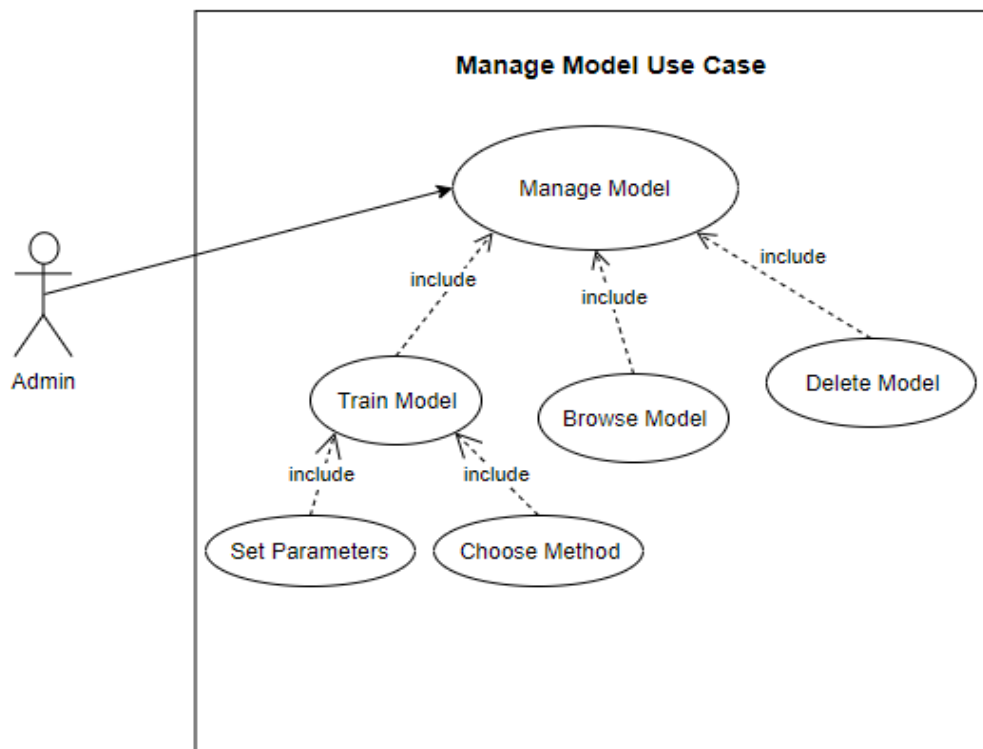 Manage Model Use Case
Manage Model
include
include
include
Admin
Train Model
Browse Model
Delete Model
include
include
Set Parameters
Choose Method